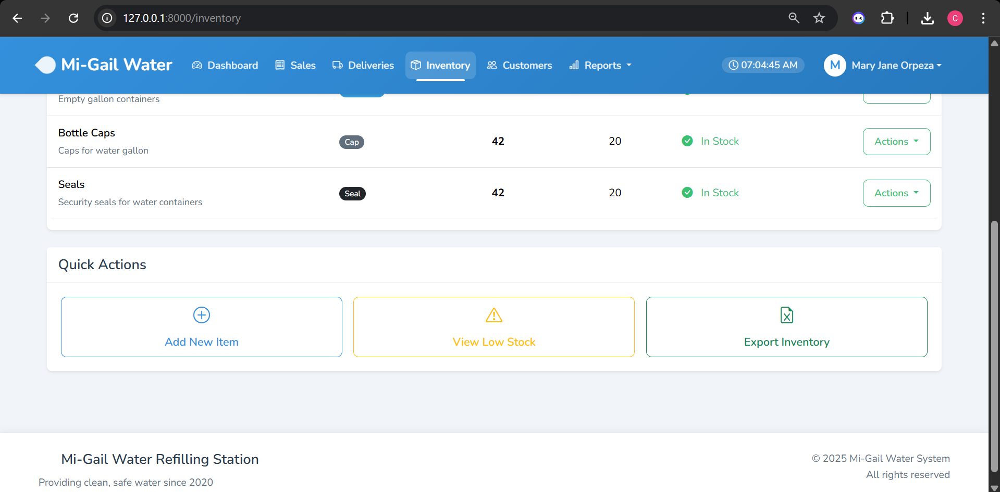 127.0.0.1:8000/inventory
C
Mi-Gail Water
Dashboard
Sales
Deliveries
Inventory
Customers
Reports
07:04:45 AM
M
Mary Jane Orpeza
Empty gallon containers
Bottle Caps
Caps for water gallon
Cap
42
20
In Stock
Actions
Seals
Security seals for water containers
Seal
42
20
In Stock
Actions
Quick Actions
Add New Item
View Low Stock
Export Inventory
Mi-Gail Water Refilling Station
Providing clean, safe water since 2020
© 2025 Mi-Gail Water System
All rights reserved